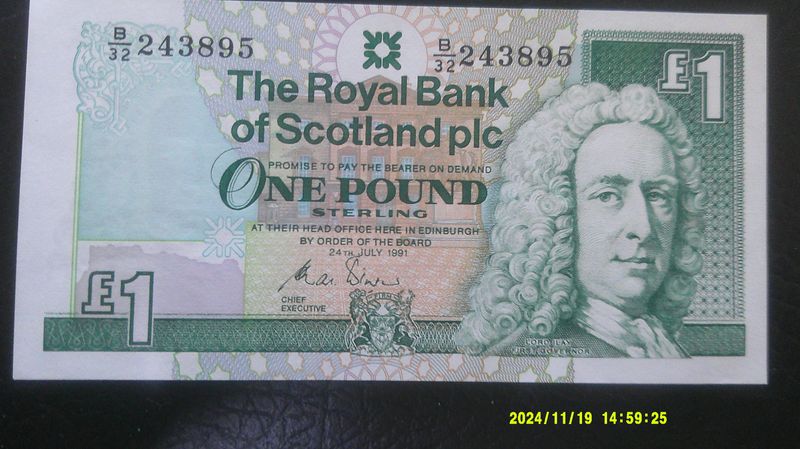 B/32 243895
B/32 243895
£1
The Royal Bank
of Scotland plc
PROMISE TO PAY THE BEARER ON DEMAND
ONE POUND
STERLING
AT THEIR HEAD OFFICE HERE IN EDINBURGH
BY ORDER OF THE BOARD
24TH JULY 1991
CHIEF
EXECUTIVE
£1
LORD ILAY
FIRST GOVERNOR
2024/11/19 14:59:25